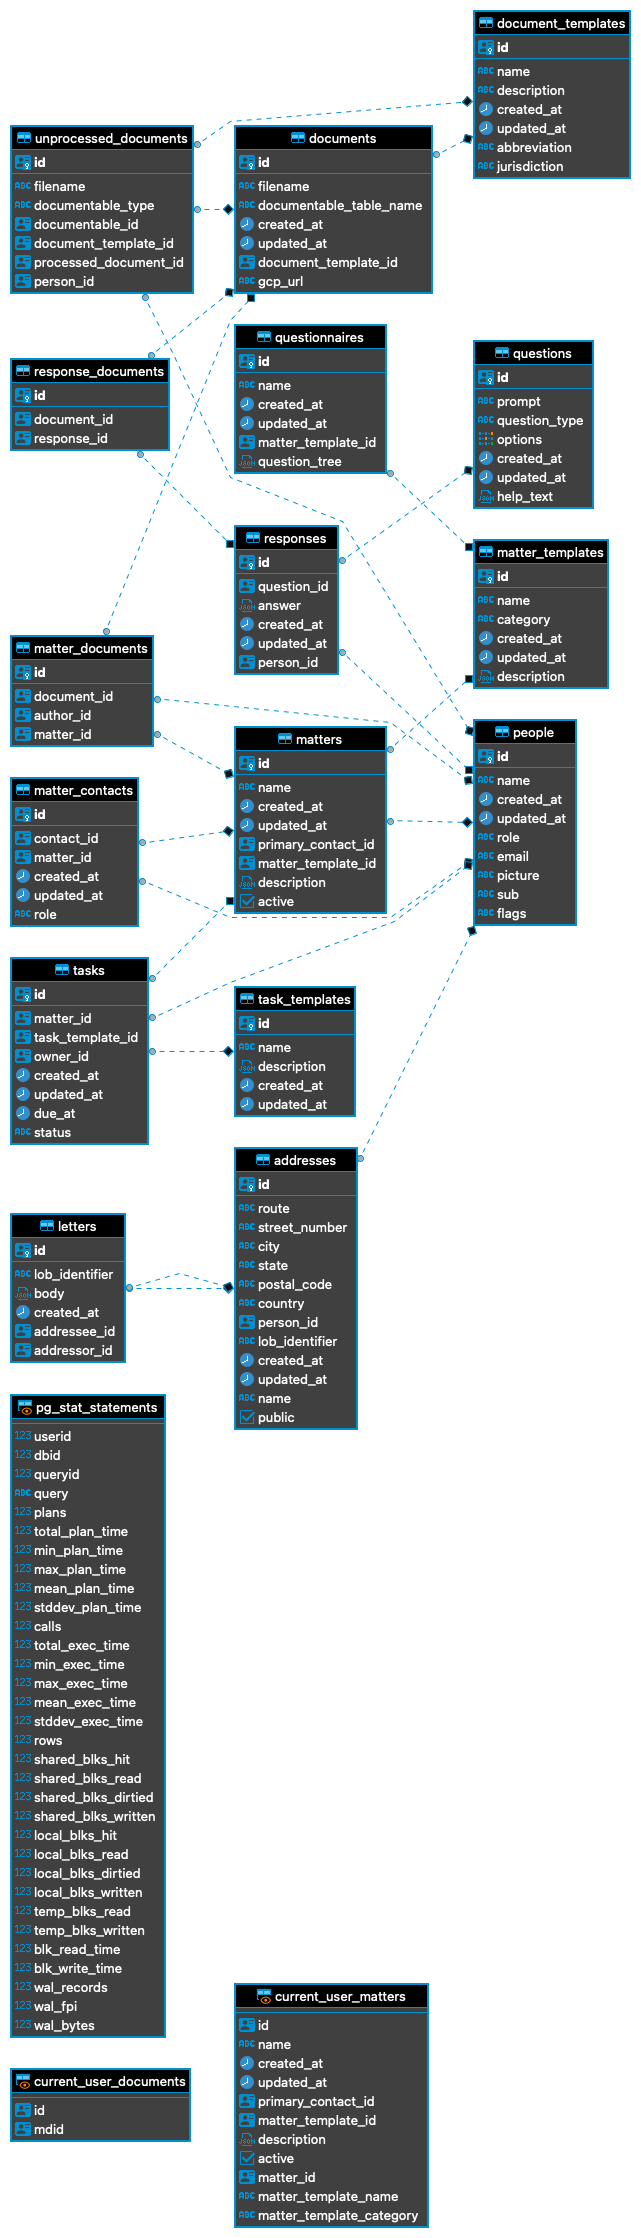 document_templates
id
name
description
created_at
updated_at
abbreviation
jurisdiction
unprocessed_documents
id
filename
documentable_type
documentable_id
document_template_id
processed_document_id
person_id
documents
id
filename
documentable_table_name
created_at
updated_at
document_template_id
gcp_url
response_documents
id
document_id
response_id
questionnaires
id
name
created_at
updated_at
matter_template_id
question_tree
questions
id
prompt
question_type
options
created_at
updated_at
help_text
responses
id
question_id
answer
created_at
updated_at
person_id
matter_templates
id
name
category
created_at
updated_at
description
matter_documents
id
document_id
author_id
matter_id
matters
id
name
created_at
updated_at
primary_contact_id
matter_template_id
description
active
people
id
name
created_at
updated_at
role
email
picture
sub
flags
matter_contacts
id
contact_id
matter_id
created_at
updated_at
role
tasks
id
matter_id
task_template_id
owner_id
created_at
updated_at
due_at
status
task_templates
id
name
description
created_at
updated_at
addresses
id
route
street_number
city
state
postal_code
country
person_id
lob_identifier
created_at
updated_at
name
public
letters
id
lob_identifier
body
created_at
addressee_id
addressor_id
pg_stat_statements
userid
dbid
queryid
query
plans
total_plan_time
min_plan_time
max_plan_time
mean_plan_time
stddev_plan_time
calls
total_exec_time
min_exec_time
max_exec_time
mean_exec_time
stddev_exec_time
rows
shared_blks_hit
shared_blks_read
shared_blks_dirtied
shared_blks_written
local_blks_hit
local_blks_read
local_blks_dirtied
local_blks_written
temp_blks_read
temp_blks_written
blk_read_time
blk_write_time
wal_records
wal_fpi
wal_bytes
current_user_matters
id
name
created_at
updated_at
primary_contact_id
matter_template_id
description
active
matter_id
matter_template_name
matter_template_category
current_user_documents
id
mdid